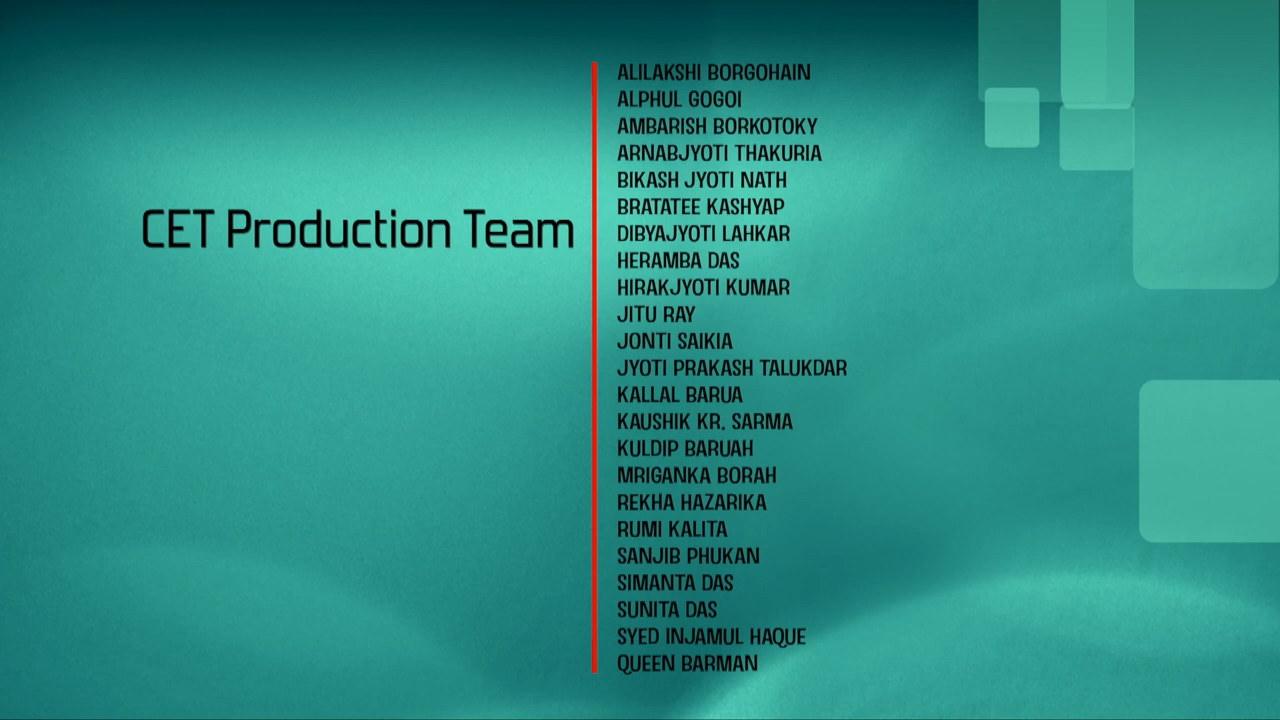 CET Production Team
ALILAKSHI BORGOHAIN
ALPHUL GOGOI
AMBARISH BORKOTOKY
ARNABJYOTI THAKURIA
BIKASH JYOTI NATH
BRATATEE KASHYAP
DIBYAJYOTI LAHKAR
HERAMBA DAS
HIRAKJYOTI KUMAR
JITU RAY
JONTI SAIKIA
JYOTI PRAKASH TALUKDAR
KALLAL BARUA
KAUSHIK KR. SARMA
KULDIP BARUAH
MRIGANKA BORAH
REKHA HAZARIKA
RUMI KALITA
SANJIB PHUKAN
SIMANTA DAS
SUNITA DAS
SYED INJAMUL HAQUE
QUEEN BARMAN